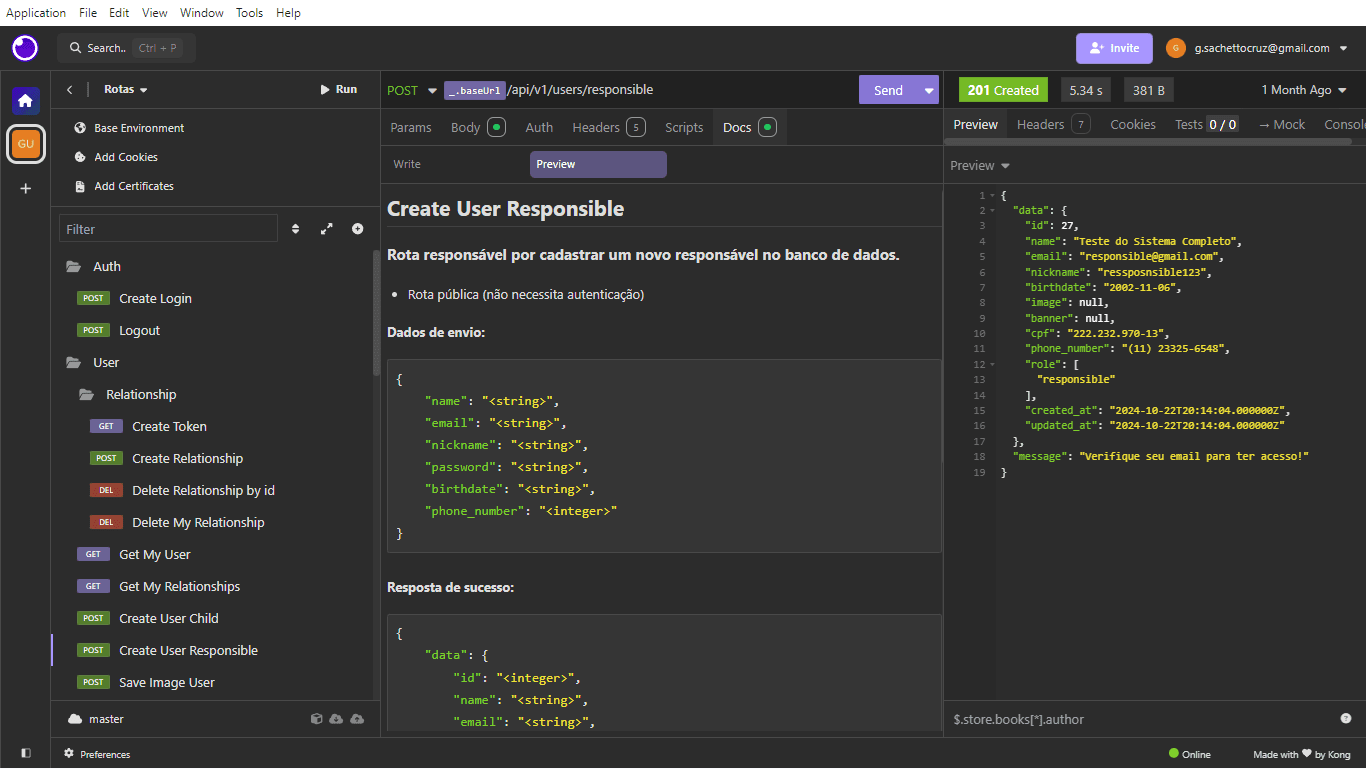 Application File Edit View Window Tools Help
Search.. Ctrl + P
Invite
G g.sachettocruz@gmail.com
GU
Rotas
Run
Base Environment
Add Cookies
Add Certificates
Filter
Auth
POST Create Login
POST Logout
User
Relationship
GET Create Token
POST Create Relationship
DEL Delete Relationship by id
DEL Delete My Relationship
GET Get My User
GET Get My Relationships
POST Create User Child
POST Create User Responsible
POST Save Image User
master
Preferences
POST _.baseUrl /api/v1/users/responsible
Send
Params Body Auth Headers 5 Scripts Docs
Write Preview
Create User Responsible
Rota responsável por cadastrar um novo responsável no banco de dados.
• Rota pública (não necessita autenticação)
Dados de envio:
{
"name": "<string>",
"email": "<string>",
"nickname": "<string>",
"password": "<string>",
"birthdate": "<string>",
"phone_number": "<integer>"
}
Resposta de sucesso:
{
"data": {
"id": "<integer>",
"name": "<string>",
"email": "<string>",
201 Created 5.34 s 381 B 1 Month Ago
Preview Headers 7 Cookies Tests 0 / 0 → Mock Consol
Preview
1 {
2 "data": {
3 "id": 27,
4 "name": "Teste do Sistema Completo",
5 "email": "responsible@gmail.com",
6 "nickname": "ressposnsible123",
7 "birthdate": "2002-11-06",
8 "image": null,
9 "banner": null,
10 "cpf": "222.232.970-13",
11 "phone_number": "(11) 23325-6548",
12 "role": [
13 "responsible"
14 ],
15 "created_at": "2024-10-22T20:14:04.000000Z",
16 "updated_at": "2024-10-22T20:14:04.000000Z"
17 },
18 "message": "Verifique seu email para ter acesso!"
19 }
$.store.books[*].author
Online
Made with ♥ by Kong